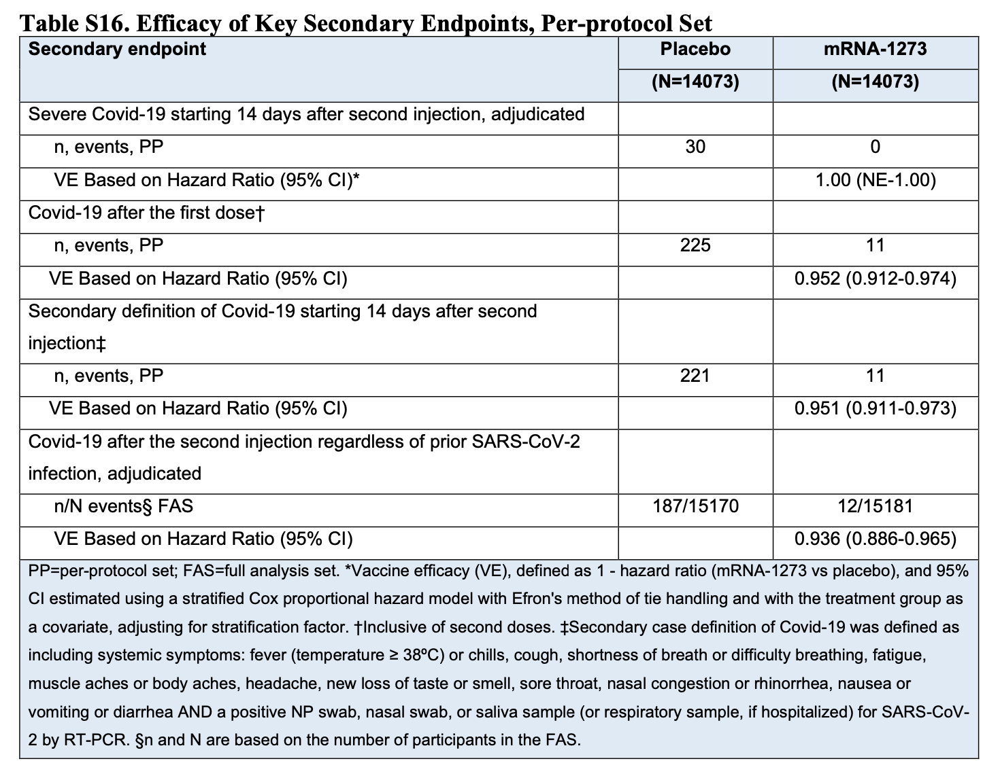 Table S16. Efficacy of Key Secondary Endpoints, Per-protocol Set
Secondary endpoint Placebo mRNA-1273
(N=14073) (N=14073)
Severe Covid-19 starting 14 days after second injection, adjudicated
n, events, PP 30 0
VE Based on Hazard Ratio (95% CI)* 1.00 (NE-1.00)
Covid-19 after the first dose†
n, events, PP 225 11
VE Based on Hazard Ratio (95% CI) 0.952 (0.912-0.974)
Secondary definition of Covid-19 starting 14 days after second
injection‡
n, events, PP 221 11
VE Based on Hazard Ratio (95% CI) 0.951 (0.911-0.973)
Covid-19 after the second injection regardless of prior SARS-CoV-2
infection, adjudicated
n/N events§ FAS 187/15170 12/15181
VE Based on Hazard Ratio (95% CI) 0.936 (0.886-0.965)
PP=per-protocol set; FAS=full analysis set. *Vaccine efficacy (VE), defined as 1 - hazard ratio (mRNA-1273 vs placebo), and 95%
CI estimated using a stratified Cox proportional hazard model with Efron's method of tie handling and with the treatment group as
a covariate, adjusting for stratification factor. †Inclusive of second doses. ‡Secondary case definition of Covid-19 was defined as
including systemic symptoms: fever (temperature ≥ 38ºC) or chills, cough, shortness of breath or difficulty breathing, fatigue,
muscle aches or body aches, headache, new loss of taste or smell, sore throat, nasal congestion or rhinorrhea, nausea or
vomiting or diarrhea AND a positive NP swab, nasal swab, or saliva sample (or respiratory sample, if hospitalized) for SARS-CoV-
2 by RT-PCR. §n and N are based on the number of participants in the FAS.